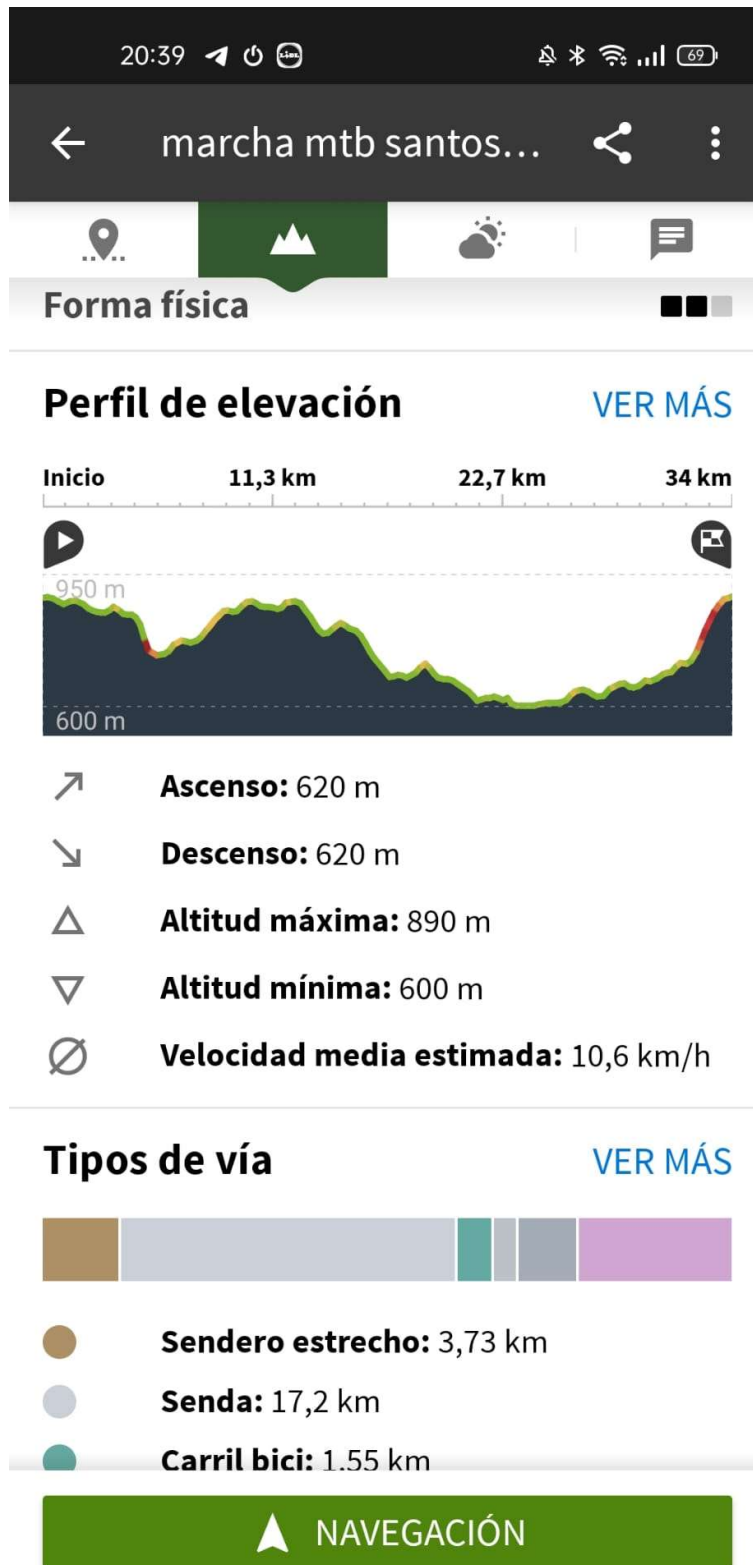 20:39 LIDL 69
marcha mtb santos...
Forma física
Perfil de elevación VER MÁS
Inicio 11,3 km 22,7 km 34 km
950 m
600 m
Ascenso: 620 m
Descenso: 620 m
Altitud máxima: 890 m
Altitud mínima: 600 m
Velocidad media estimada: 10,6 km/h
Tipos de vía VER MÁS
Sendero estrecho: 3,73 km
Senda: 17,2 km
Carril bici: 1,55 km
NAVEGACIÓN